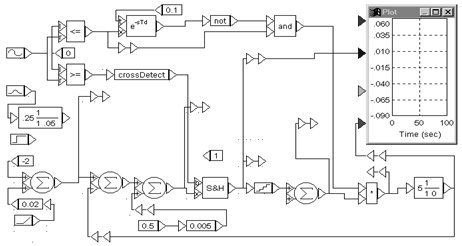 Plot
<=
e-sTd
0.1
not
and
0
>=
crossDetect
.25 1
1 .05
-2
0.02
1
S&H
0.5
0.005
*
5 1
1 0
.060
.035
.010
-.015
-.040
-.065
-.090
0 50 100
Time (sec)